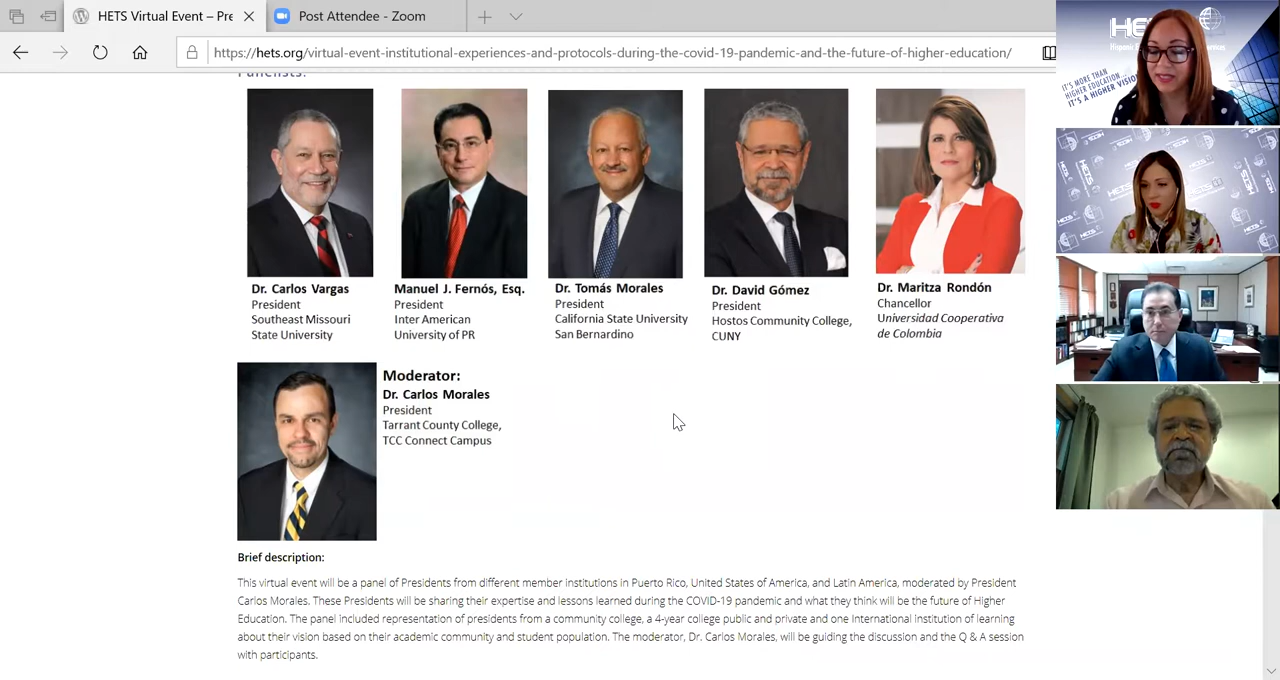 HETS Virtual Event – Pre
Post Attendee - Zoom
https://hets.org/virtual-event-institutional-experiences-and-protocols-during-the-covid-19-pandemic-and-the-future-of-higher-education/
Panelists:
Dr. Carlos Vargas
President
Southeast Missouri
State University
Manuel J. Fernós, Esq.
President
Inter American
University of PR
Dr. Tomás Morales
President
California State University
San Bernardino
Dr. David Gómez
President
Hostos Community College,
CUNY
Dr. Maritza Rondón
Chancellor
Universidad Cooperativa
de Colombia
Moderator:
Dr. Carlos Morales
President
Tarrant County College,
TCC Connect Campus
Brief description:
This virtual event will be a panel of Presidents from different member institutions in Puerto Rico, United States of America, and Latin America, moderated by President
Carlos Morales. These Presidents will be sharing their expertise and lessons learned during the COVID-19 pandemic and what they think will be the future of Higher
Education. The panel included representation of presidents from a community college, a 4-year college public and private and one International institution of learning
about their vision based on their academic community and student population. The moderator, Dr. Carlos Morales, will be guiding the discussion and the Q & A session
with participants.
IT'S MORE THAN
HIGHER EDUCATION
IT'S A HIGHER VISION